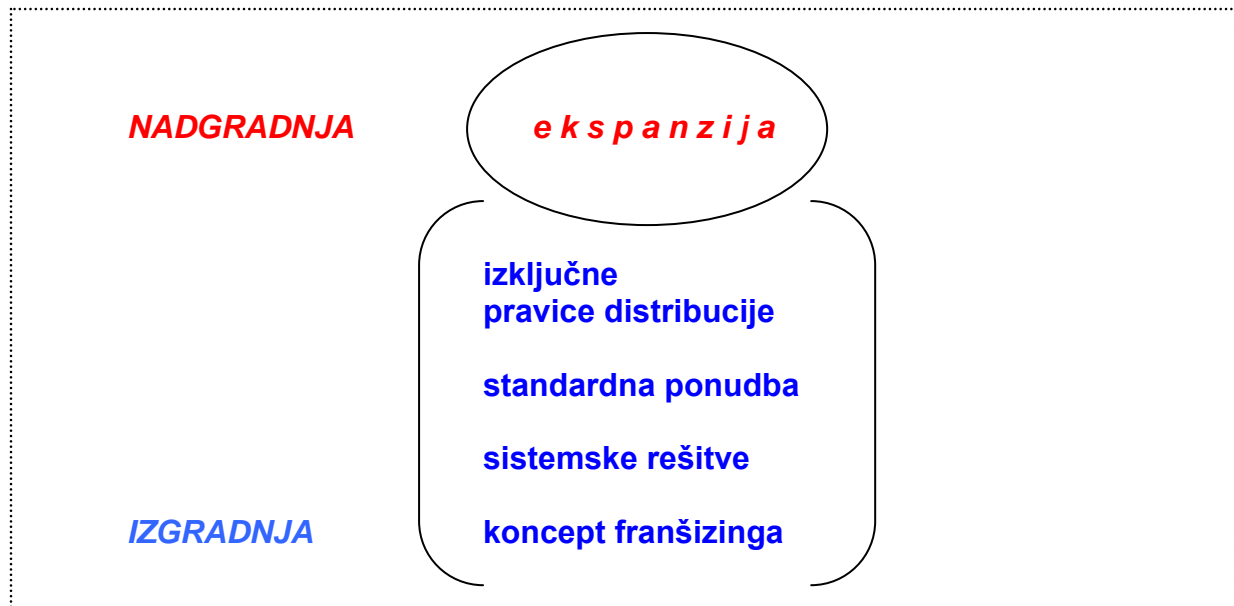 NADGRADNJA
e k s p a n z i j a
izključne
pravice distribucije
standardna ponudba
sistemske rešitve
IZGRADNJA
koncept franšizinga